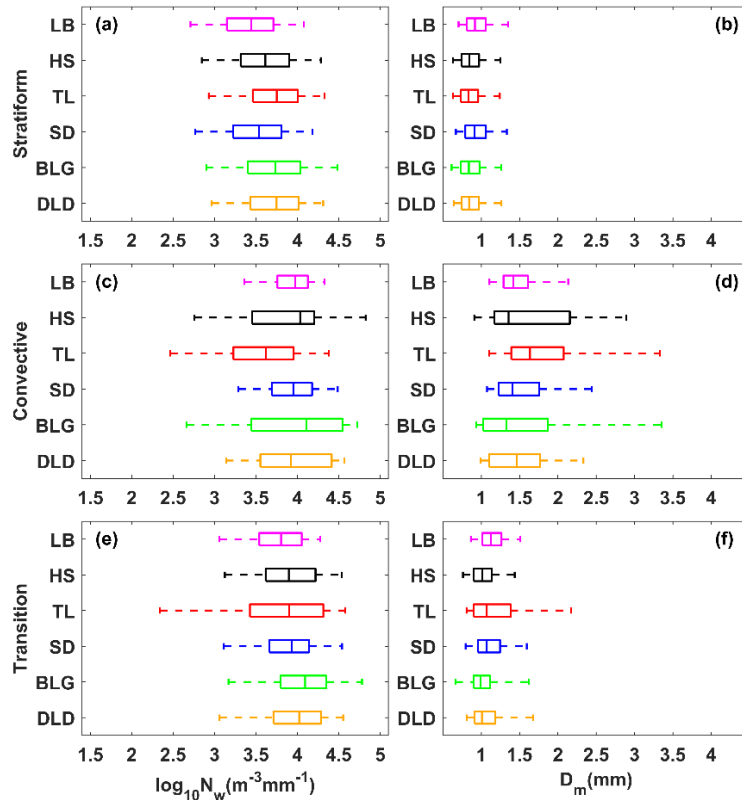 Stratiform
(a)
LB
HS
TL
SD
BLG
DLD
1.5 2 2.5 3 3.5 4 4.5 5
(b)
LB
HS
TL
SD
BLG
DLD
1 1.5 2 2.5 3 3.5 4
Convective
(c)
LB
HS
TL
SD
BLG
DLD
1.5 2 2.5 3 3.5 4 4.5 5
(d)
LB
HS
TL
SD
BLG
DLD
1 1.5 2 2.5 3 3.5 4
Transition
(e)
LB
HS
TL
SD
BLG
DLD
1.5 2 2.5 3 3.5 4 4.5 5
log₁₀N_w(m⁻³mm⁻¹)
(f)
LB
HS
TL
SD
BLG
DLD
1 1.5 2 2.5 3 3.5 4
D_m(mm)